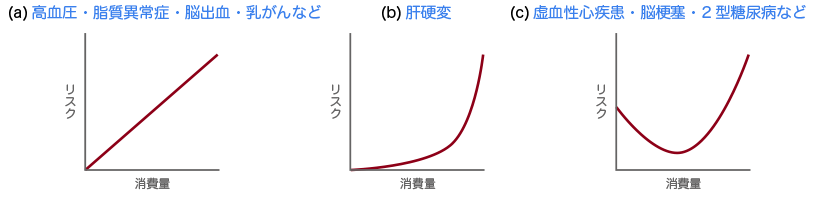 (a) 高血圧・脂質異常症・脳出血・乳がんなど
リスク
消費量
(b) 肝硬変
リスク
消費量
(c) 虚血性心疾患・脳梗塞・2型糖尿病など
リスク
消費量